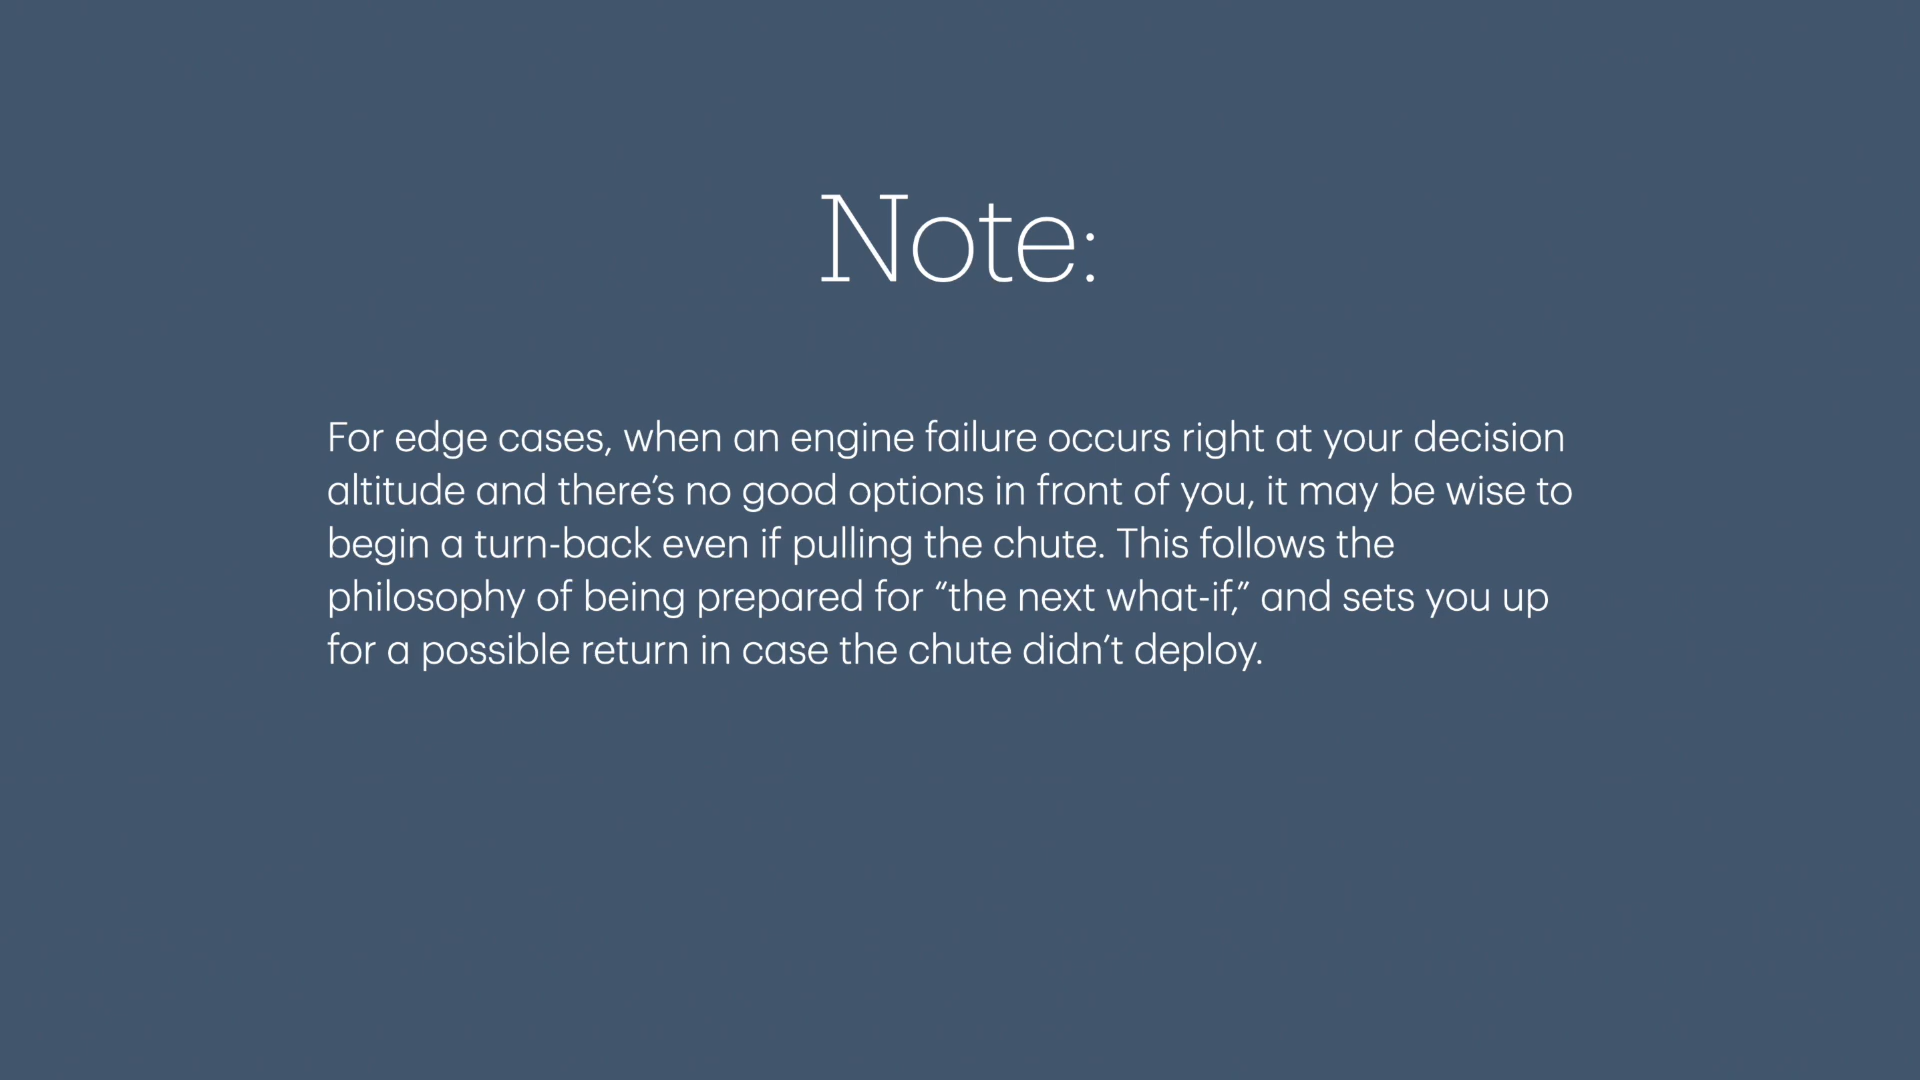 Note:
For edge cases, when an engine failure occurs right at your decision
altitude and there’s no good options in front of you, it may be wise to
begin a turn-back even if pulling the chute. This follows the
philosophy of being prepared for “the next what-if,” and sets you up
for a possible return in case the chute didn’t deploy.